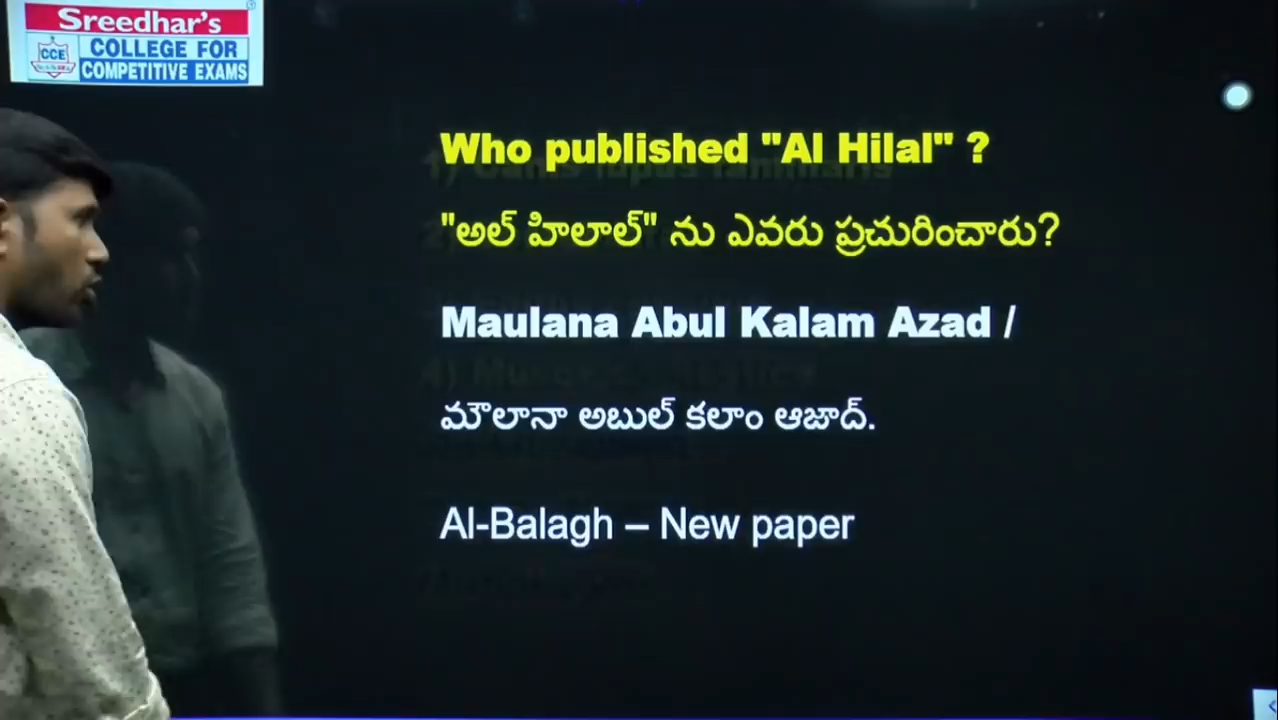 Sreedhar's
CCE
COLLEGE FOR
COMPETITIVE EXAMS
Who published "Al Hilal" ?
"అల్ హిలాల్" ను ఎవరు ప్రచురించారు?
Maulana Abul Kalam Azad /
మౌలానా అబుల్ కలాం ఆజాద్.
Al-Balagh – New paper